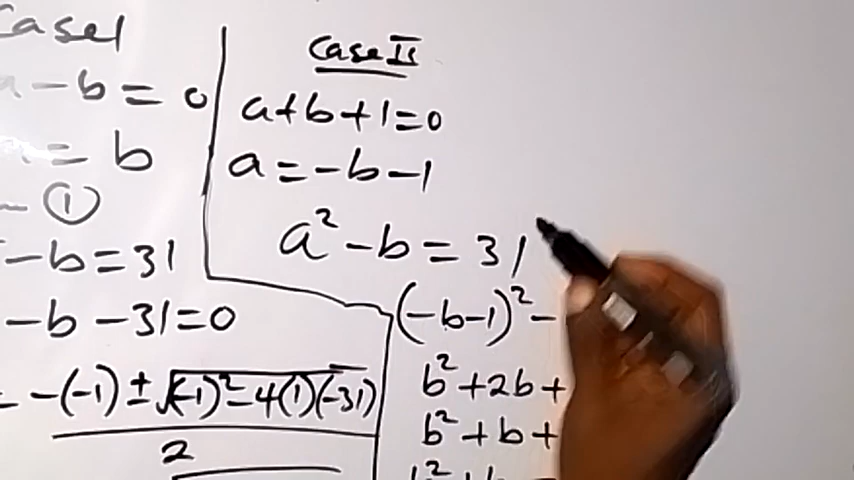 Case1
a-b=0
a=b
-①
-b=31
-b-31=0
-(-1)±√(-1)²-4(1)(-31)
2
Case II
a+b+1=0
a=-b-1
a²-b=31
(-b-1)²-
b²+2b+
b²+b+